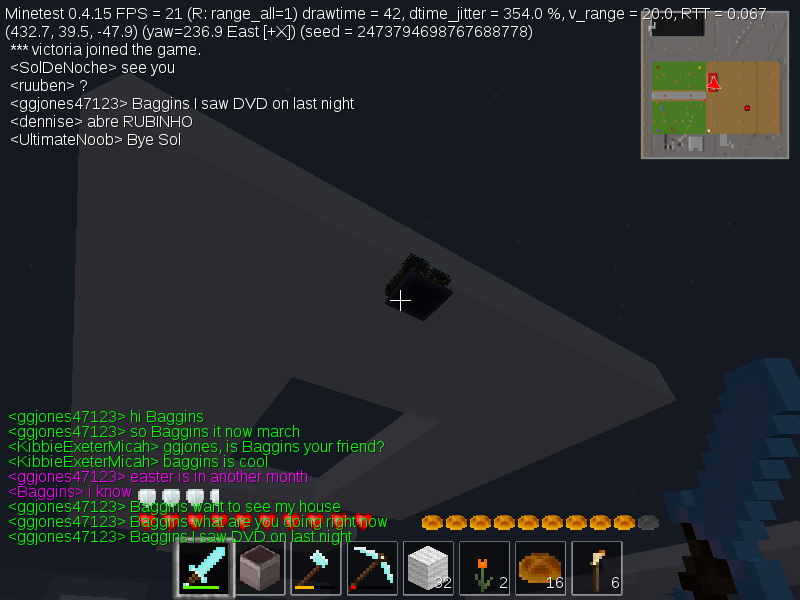 Minetest 0.4.15 FPS = 21 (R: range_all=1) drawtime = 42, dtime_jitter = 354.0 %, v_range = 20.0, RTT = 0.067
(432.7, 39.5, -47.9) (yaw=236.9 East [+X]) (seed = 2473794698767688778)
*** victoria joined the game.
<SolDeNoche> see you
<ruuben> ?
<ggjones47123> Baggins I saw DVD on last night
<dennise> abre RUBINHO
<UltimateNoob> Bye Sol
<ggjones47123> hi Baggins
<ggjones47123> so Baggins it now march
<KibbieExeterMicah> ggjones, is Baggins your friend?
<KibbieExeterMicah> baggins is cool
<ggjones47123> easter is in another month
<Baggins> i know
<ggjones47123> Baggins want to see my house
<ggjones47123> Baggins what are you doing right now
<ggjones47123> Baggins I saw DVD on last night
32 2 16 6